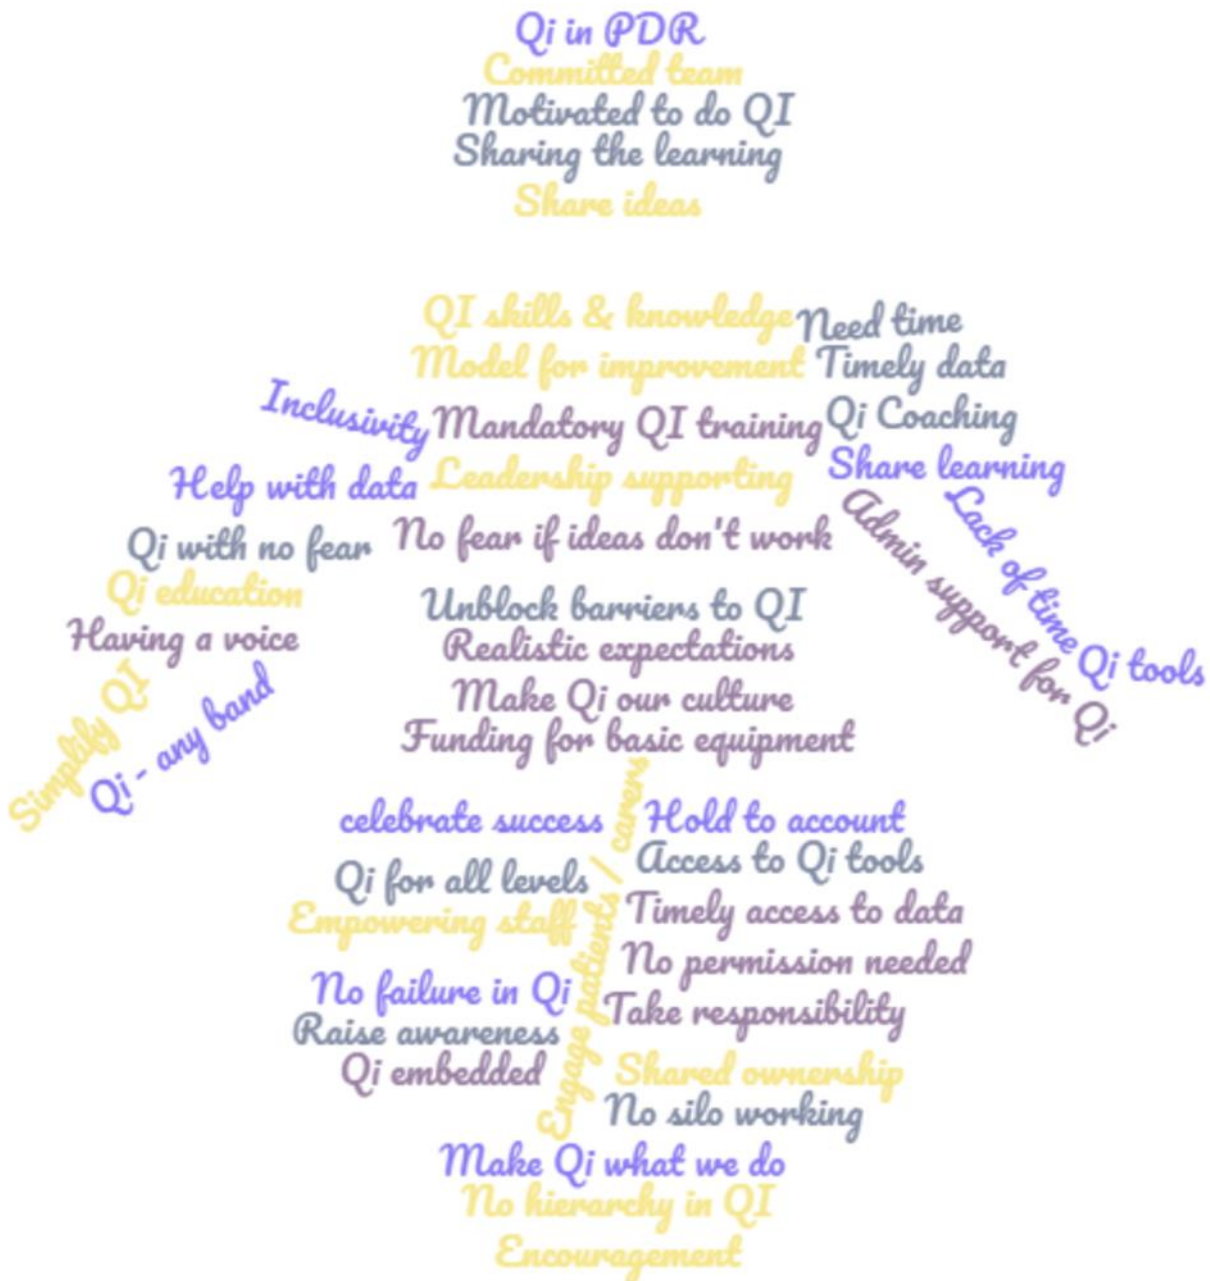 Qi in PDR
Committed team
Motivated to do QI
Sharing the learning
Share ideas
QI skills & knowledge
Need time
Model for improvement
Timely data
Inclusivity
Mandatory QI training
Qi Coaching
Help with data
Leadership supporting
Share learning
Qi with no fear
No fear if ideas don't work
Admin support for Qi
Lack of time
Qi tools
Qi education
Having a voice
Simplify QI
Qi - any band
Unblock barriers to QI
Realistic expectations
Make Qi our culture
Funding for basic equipment
Engage patients / carers
celebrate success
Hold to account
Qi for all levels
Access to Qi tools
Empowering staff
Timely access to data
No failure in Qi
No permission needed
Raise awareness
Take responsibility
Qi embedded
Shared ownership
No silo working
Make Qi what we do
No hierarchy in QI
Encouragement